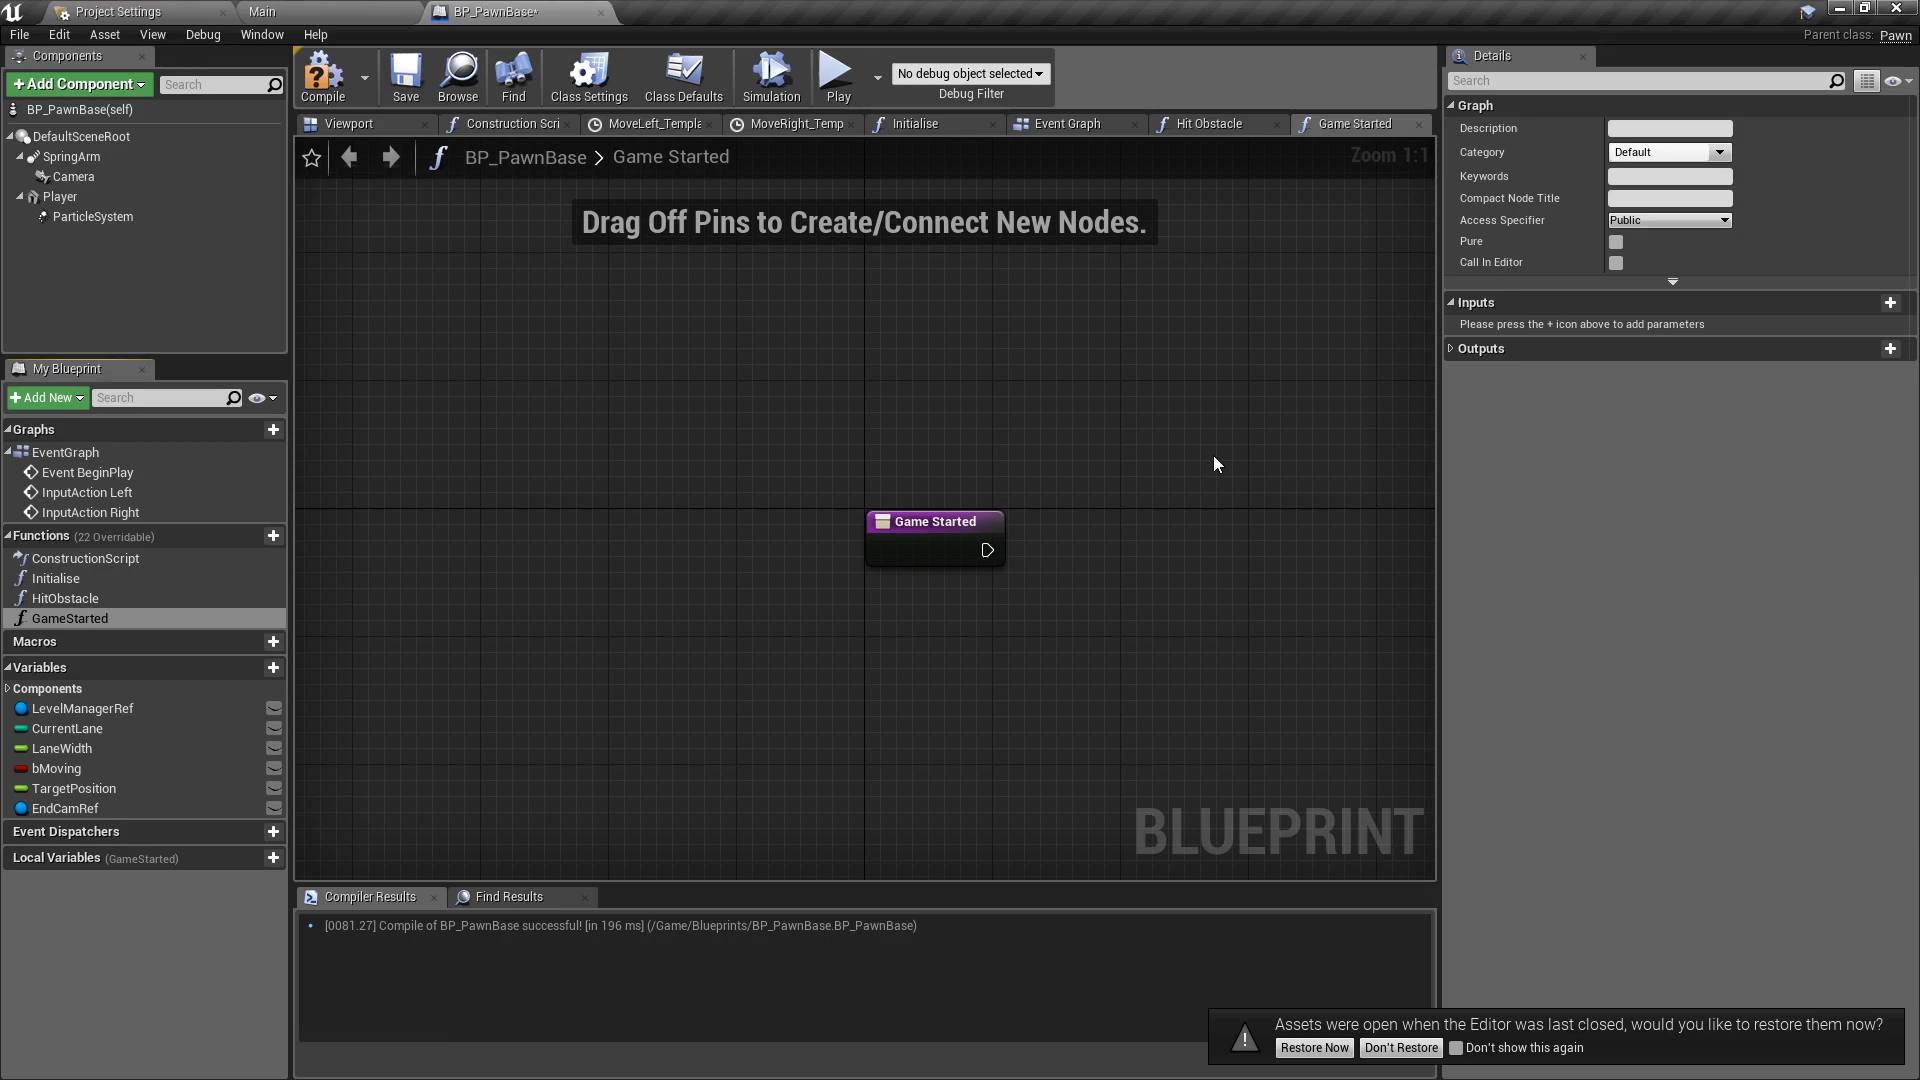 Project Settings
Main
BP_PawnBase*
File Edit Asset View Debug Window Help
Parent class: Pawn
Components
+Add Component
Search
BP_PawnBase(self)
DefaultSceneRoot
SpringArm
Camera
Player
ParticleSystem
Compile
Save
Browse
Find
Class Settings
Class Defaults
Simulation
Play
No debug object selected
Debug Filter
Viewport
Construction Scri
MoveLeft_Templa
MoveRight_Temp
Initialise
Event Graph
Hit Obstacle
Game Started
BP_PawnBase > Game Started
Zoom 1:1
Drag Off Pins to Create/Connect New Nodes.
Game Started
BLUEPRINT
My Blueprint
+Add New
Search
Graphs
EventGraph
Event BeginPlay
InputAction Left
InputAction Right
Functions (22 Overridable)
ConstructionScript
Initialise
HitObstacle
GameStarted
Macros
Variables
Components
LevelManagerRef
CurrentLane
LaneWidth
bMoving
TargetPosition
EndCamRef
Event Dispatchers
Local Variables (GameStarted)
Compiler Results
Find Results
[0081.27] Compile of BP_PawnBase successful! [in 196 ms] (/Game/Blueprints/BP_PawnBase.BP_PawnBase)
Details
Search
Graph
Description
Category Default
Keywords
Compact Node Title
Access Specifier Public
Pure
Call In Editor
Inputs
Please press the + icon above to add parameters
Outputs
Assets were open when the Editor was last closed, would you like to restore them now?
Restore Now Don't Restore Don't show this again